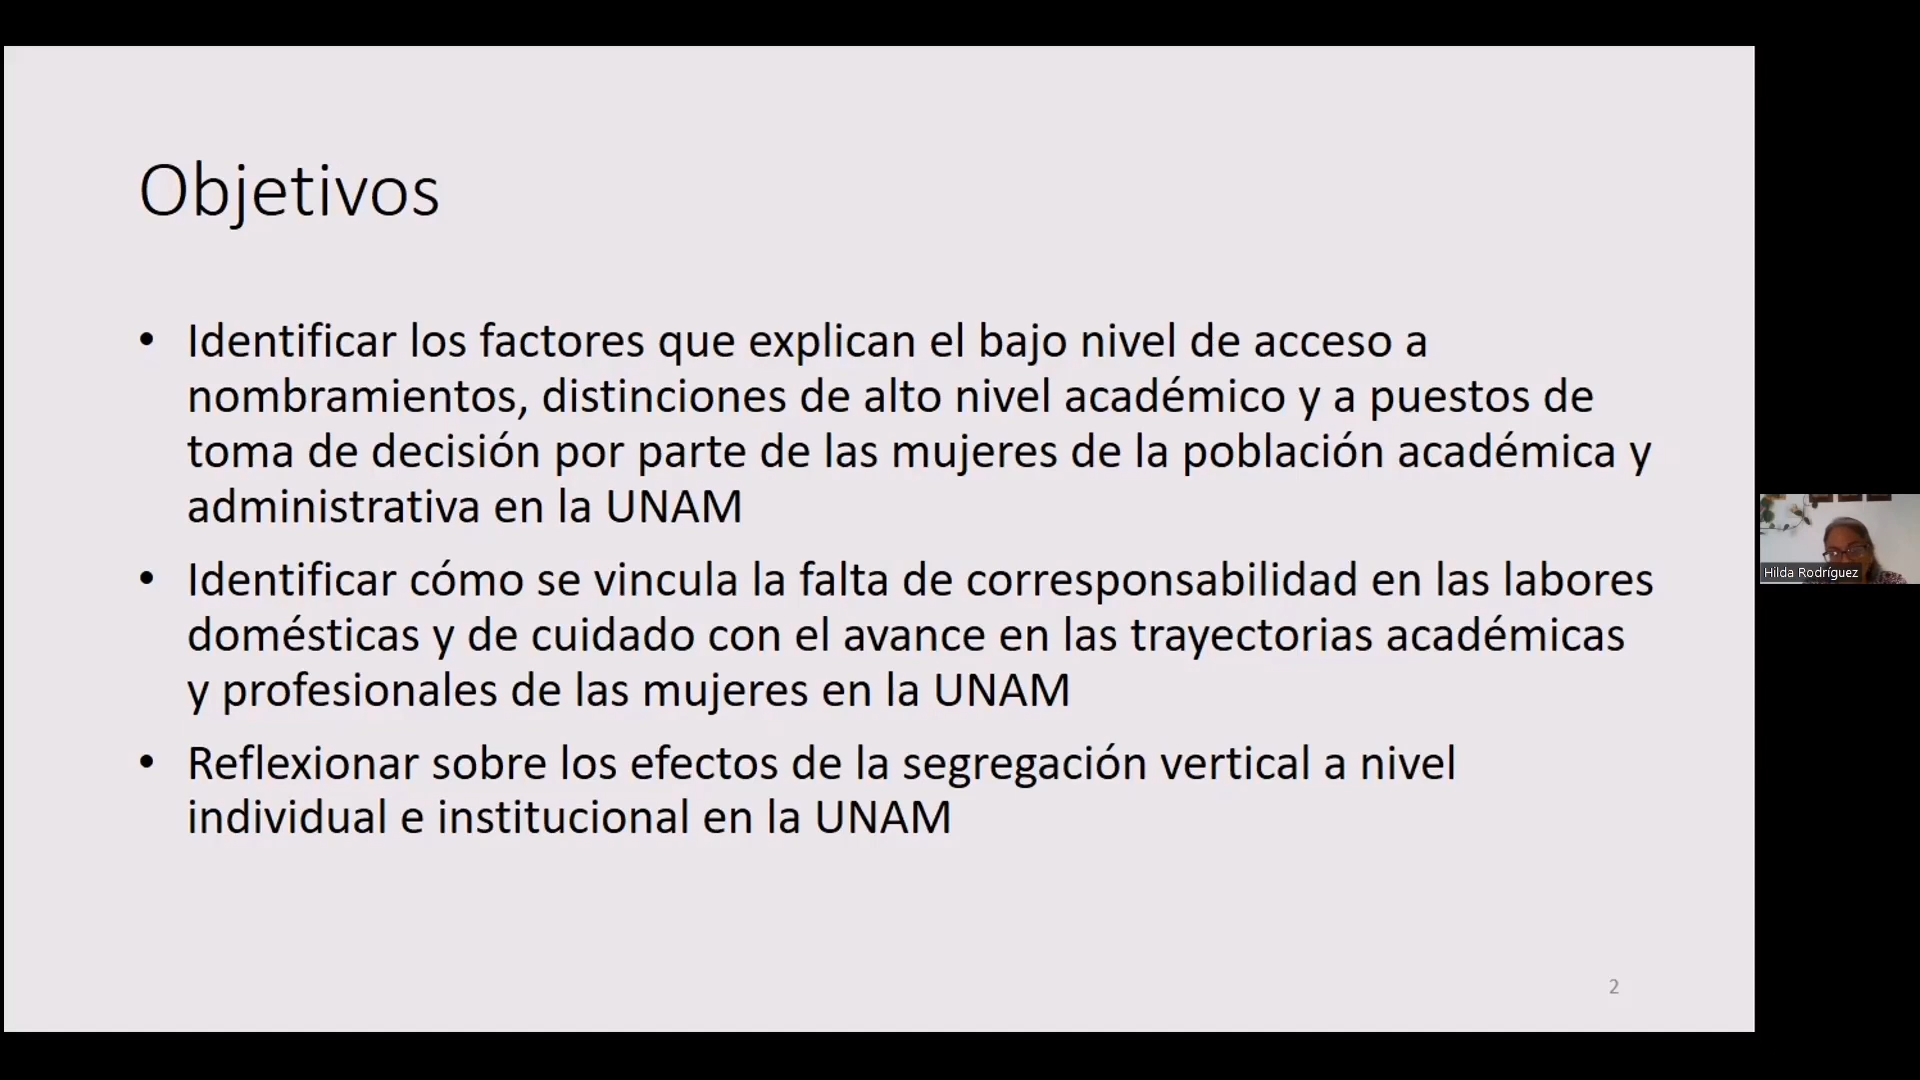 Objetivos
• Identificar los factores que explican el bajo nivel de acceso a
nombramientos, distinciones de alto nivel académico y a puestos de
toma de decisión por parte de las mujeres de la población académica y
administrativa en la UNAM
• Identificar cómo se vincula la falta de corresponsabilidad en las labores
domésticas y de cuidado con el avance en las trayectorias académicas
y profesionales de las mujeres en la UNAM
• Reflexionar sobre los efectos de la segregación vertical a nivel
individual e institucional en la UNAM
2
Hilda Rodríguez